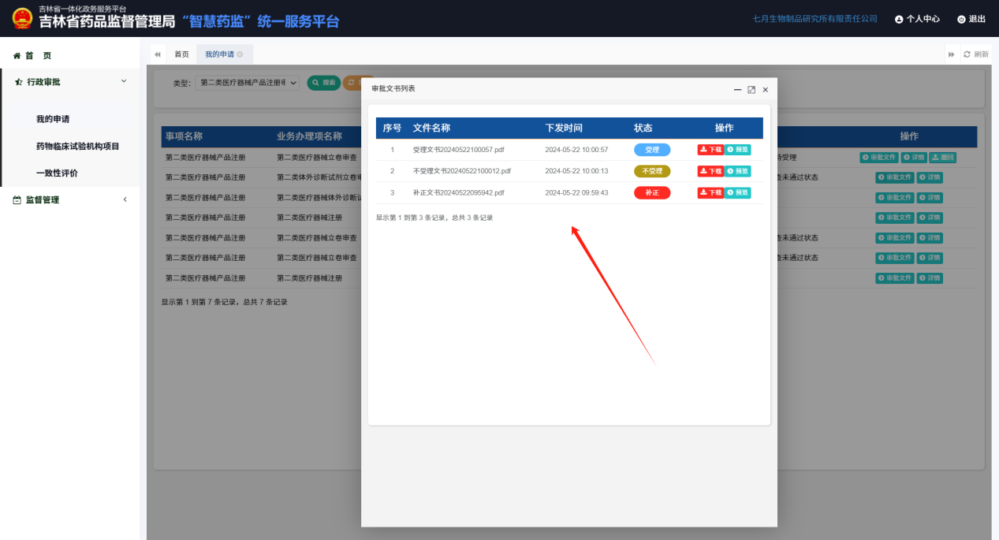 吉林省一体化政务服务平台
吉林省药品监督管理局 “智慧药监” 统一服务平台
七月生物制品研究所有限责任公司 个人中心 退出
首 页
行政审批
我的申请
药物临床试验机构项目
一致性评价
监督管理
首页 我的申请 刷新
类型: 第二类医疗器械产品注册 搜索
事项名称 业务办理项名称 操作
第二类医疗器械产品注册 第二类医疗器械立卷审查 待受理 审批文件 详情 撤回
第二类医疗器械产品注册 第二类体外诊断试剂立卷审 查未通过状态 审批文件 详情
第二类医疗器械产品注册 第二类医疗器械体外诊断试 审批文件 详情
第二类医疗器械产品注册 第二类医疗器械注册 审批文件 详情
第二类医疗器械产品注册 第二类医疗器械立卷审查 查未通过状态 审批文件 详情
第二类医疗器械产品注册 第二类医疗器械立卷审查 查未通过状态 审批文件 详情
第二类医疗器械产品注册 第二类医疗器械注册 审批文件 详情
显示第 1 到第 7 条记录，总共 7 条记录
审批文书列表
序号 文件名称 下发时间 状态 操作
1 受理文书20240522100057.pdf 2024-05-22 10:00:57 受理 下载 预览
2 不受理文书20240522100012.pdf 2024-05-22 10:00:13 不受理 下载 预览
3 补正文书20240522095942.pdf 2024-05-22 09:59:43 补正 下载 预览
显示第 1 到第 3 条记录，总共 3 条记录